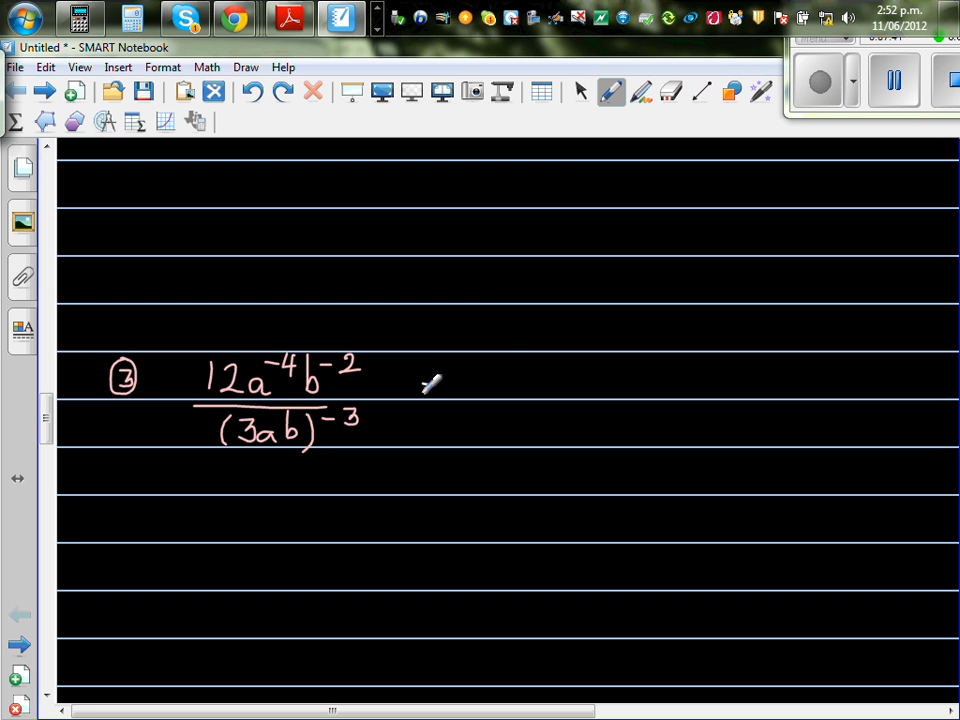 2:52 p.m.
11/06/2012
Untitled * - SMART Notebook
File Edit View Insert Format Math Draw Help
③ 12a⁻⁴b⁻²
(3ab)⁻³